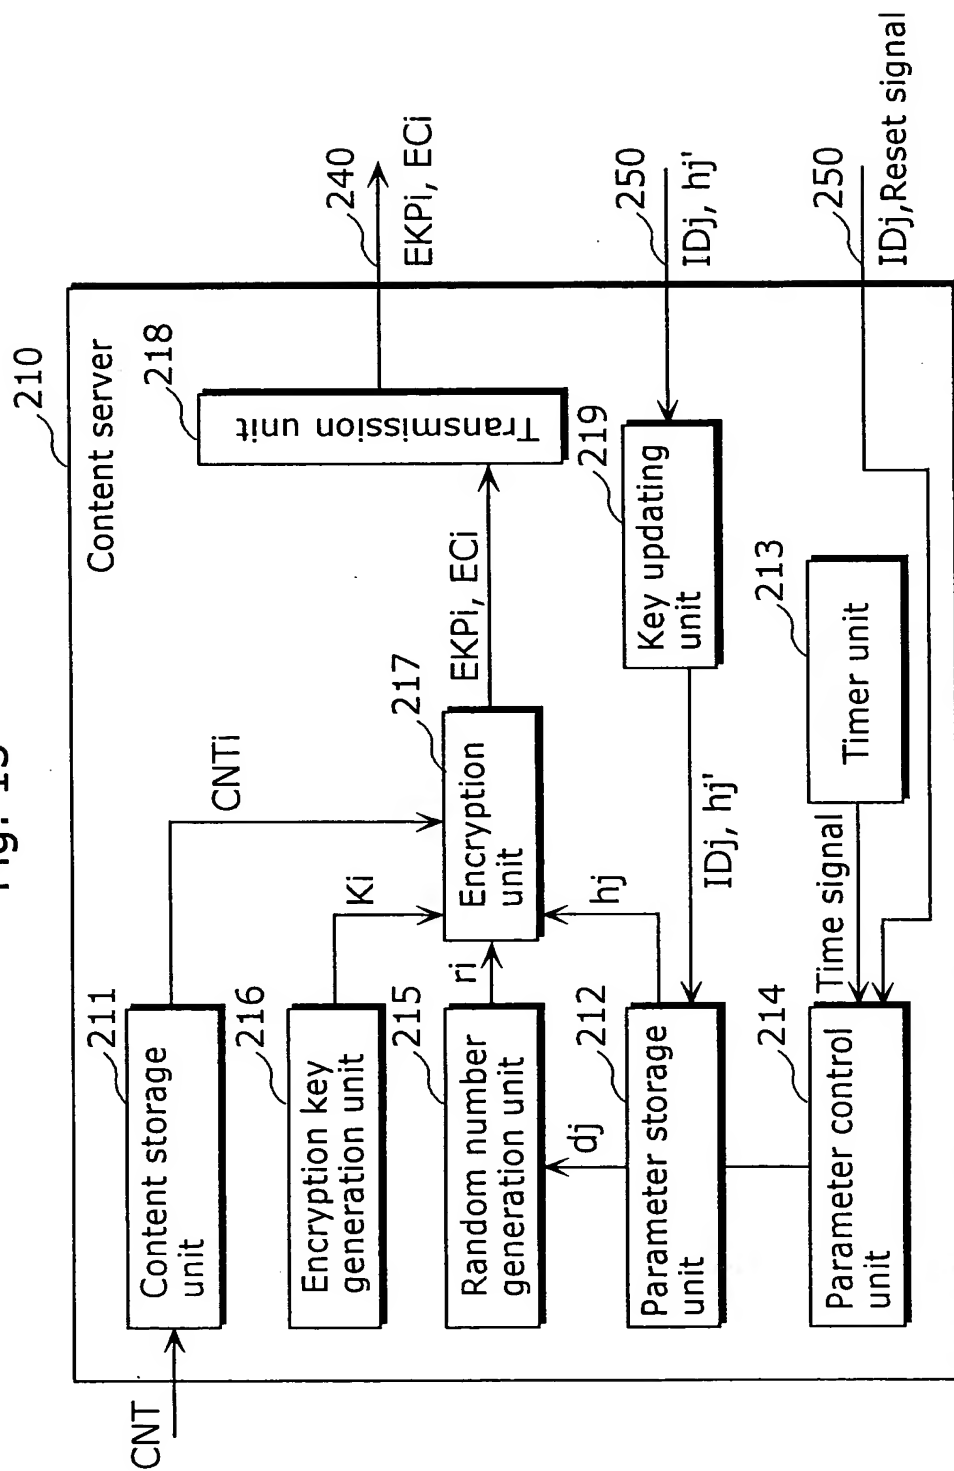 210
Content server
CNT
211
Content storage
unit
CNTi
216
Encryption key
generation unit
Ki
215
Random number
generation unit
ri
217
Encryption
unit
EKPi, ECi
218
Transmission unit
240
EKPi, ECi
dj
hj
212
Parameter storage
unit
IDj, hj'
219
Key updating
unit
250
IDj, hj'
214
Parameter control
unit
Time signal
213
Timer unit
250
IDj,Reset signal